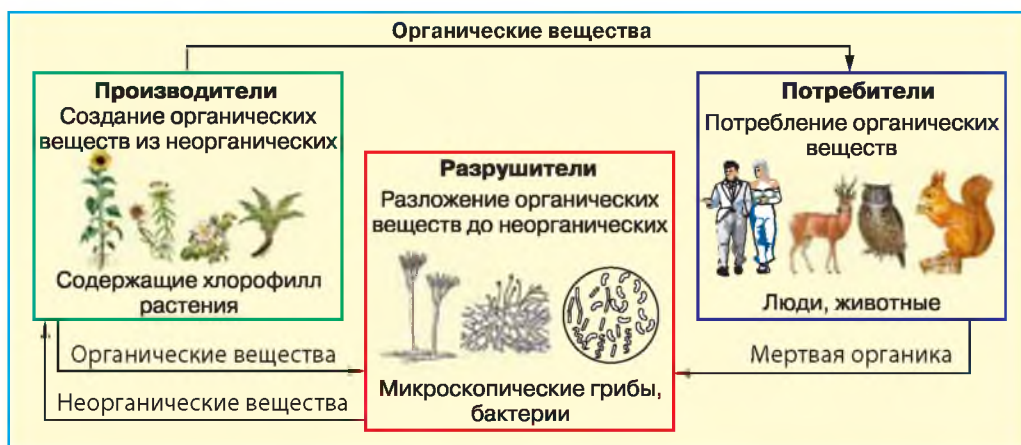 Органические вещества
Производители
Создание органических
веществ из неорганических
Содержащие хлорофилл
растения
Разрушители
Разложение органических
веществ до неорганических
Микроскопические грибы,
бактерии
Потребители
Потребление органических
веществ
Люди, животные
Органические вещества
Неорганические вещества
Мертвая органика